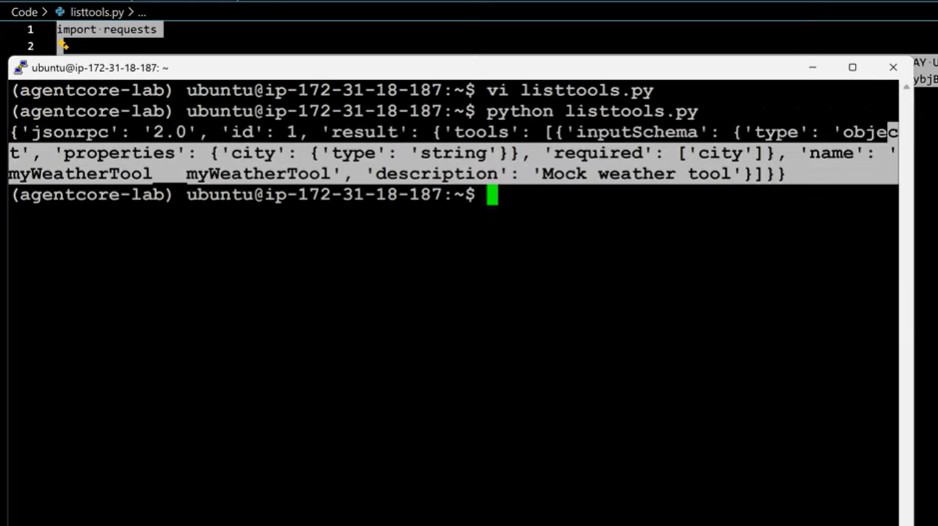 Code > listtools.py > ...
1 import requests
2
ubuntu@ip-172-31-18-187: ~
AY U
ybjB
(agentcore-lab) ubuntu@ip-172-31-18-187:~$ vi listtools.py
(agentcore-lab) ubuntu@ip-172-31-18-187:~$ python listtools.py
{'jsonrpc': '2.0', 'id': 1, 'result': {'tools': [{'inputSchema': {'type': 'objec
t', 'properties': {'city': {'type': 'string'}}, 'required': ['city']}, 'name': '
myWeatherTool___myWeatherTool', 'description': 'Mock weather tool'}]}}
(agentcore-lab) ubuntu@ip-172-31-18-187:~$